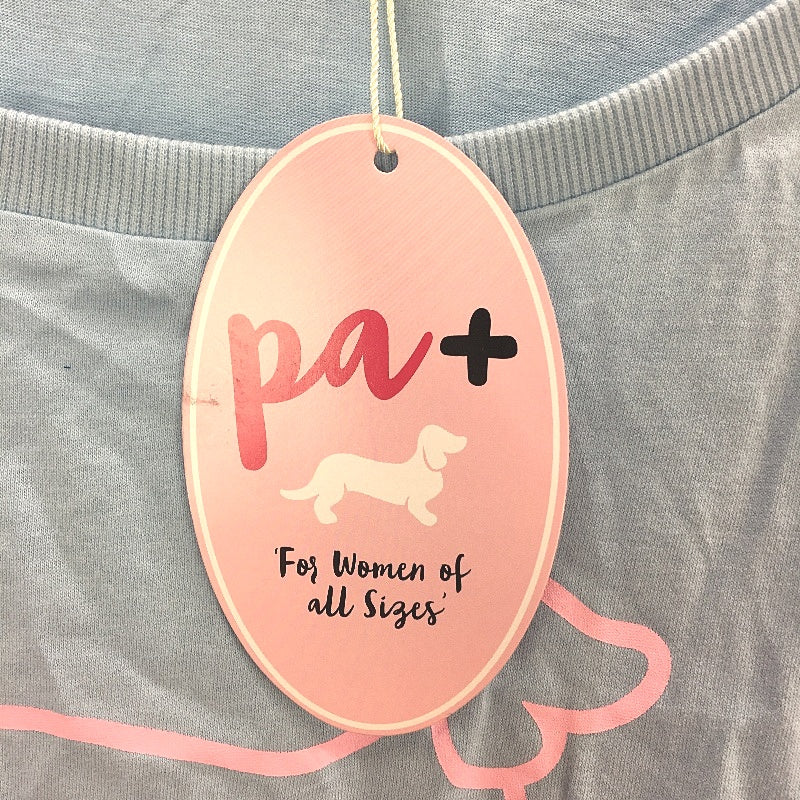 pa+
'For Women of
all Sizes'